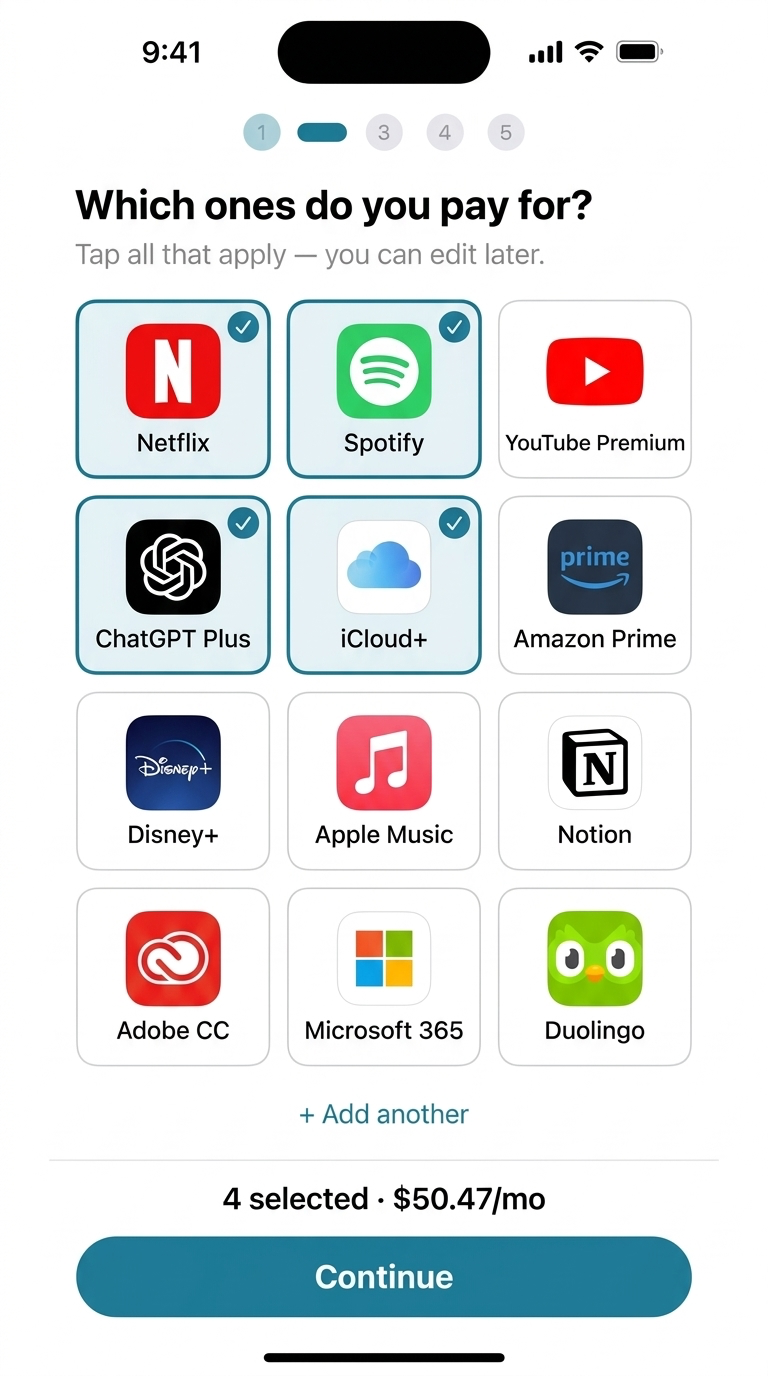 9:41
1 3 4 5
Which ones do you pay for?
Tap all that apply — you can edit later.
N
Netflix Spotify YouTube Premium
prime
ChatGPT Plus iCloud+ Amazon Prime
Disney+ N
Disney+ Apple Music Notion
Adobe CC Microsoft 365 Duolingo
+ Add another
4 selected · $50.47/mo
Continue